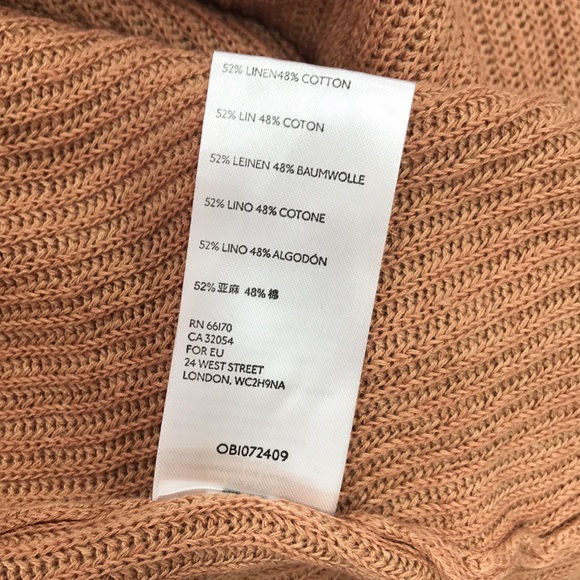 52% LINEN48% COTTON
52% LIN 48% COTON
52% LEINEN 48% BAUMWOLLE
52% LINO 48% COTONE
52% LINO 48% ALGODÓN
52% 亚麻 48% 棉
RN 66170
CA 32054
FOR EU
24 WEST STREET
LONDON, WC2H9NA
OBI072409